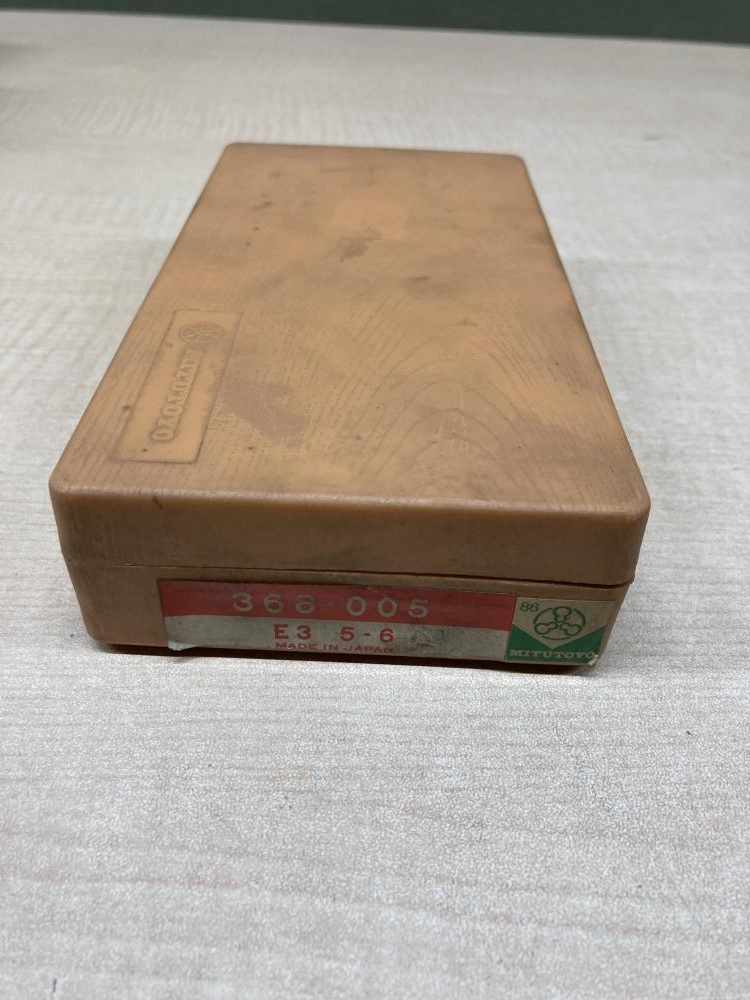 MITUTOYO
368-005
E3 5-6
MADE IN JAPAN
86
MITUTOYO